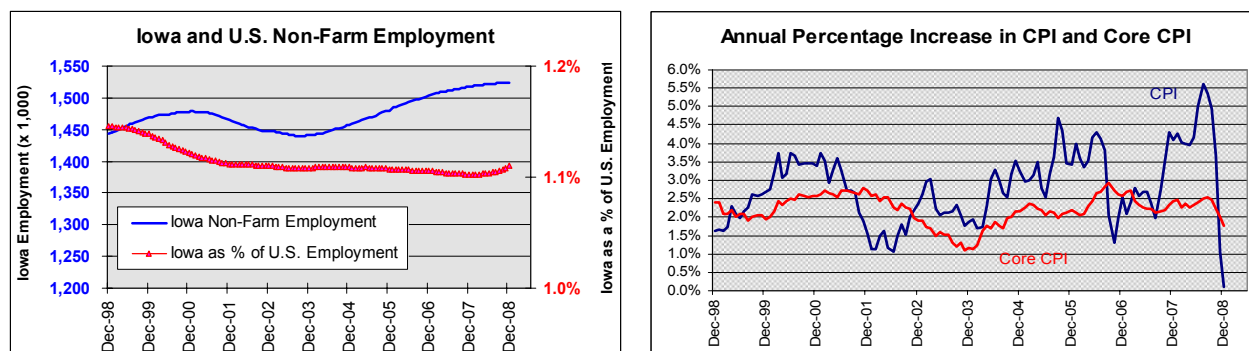 Iowa and U.S. Non-Farm Employment
Iowa Employment (x 1,000)
1,550
1,500
1,450
1,400
1,350
1,300
1,250
1,200
1.2%
1.1%
1.0%
Iowa as a % of U.S. Employment
Iowa Non-Farm Employment
Iowa as % of U.S. Employment
Dec-98
Dec-99
Dec-00
Dec-01
Dec-02
Dec-03
Dec-04
Dec-05
Dec-06
Dec-07
Dec-08
Annual Percentage Increase in CPI and Core CPI
6.0%
5.5%
5.0%
4.5%
4.0%
3.5%
3.0%
2.5%
2.0%
1.5%
1.0%
0.5%
0.0%
CPI
Core CPI
Dec-98
Dec-99
Dec-00
Dec-01
Dec-02
Dec-03
Dec-04
Dec-05
Dec-06
Dec-07
Dec-08